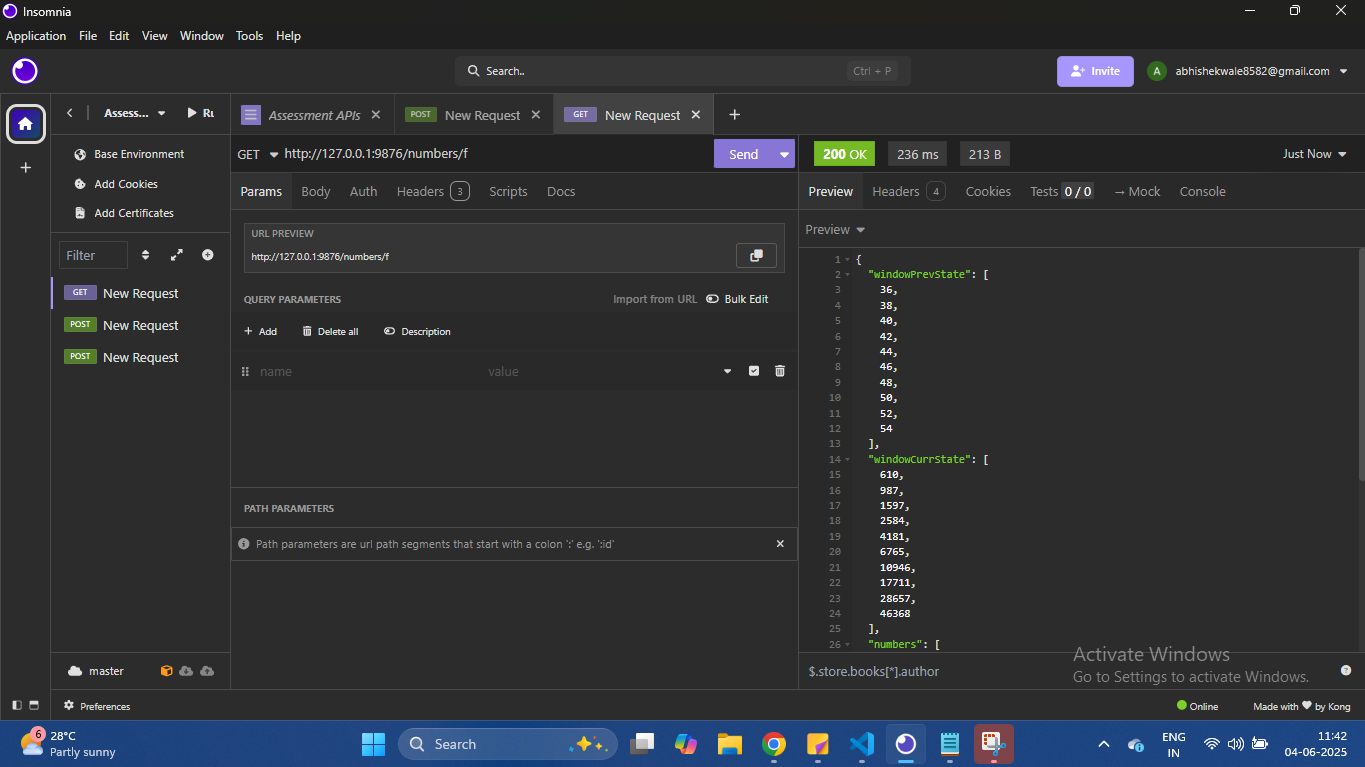 Insomnia
Application File Edit View Window Tools Help
Search.. Ctrl + P
Invite
A abhishekwale8582@gmail.com
Assess... Ru
Assessment APIs
POST New Request
GET New Request
Base Environment
Add Cookies
Add Certificates
Filter
GET New Request
POST New Request
POST New Request
master
GET http://127.0.0.1:9876/numbers/f
Send
Params Body Auth Headers 3 Scripts Docs
URL PREVIEW
http://127.0.0.1:9876/numbers/f
QUERY PARAMETERS Import from URL Bulk Edit
+ Add Delete all Description
name value
PATH PARAMETERS
Path parameters are url path segments that start with a colon ':' e.g. ':id'
200 OK 236 ms 213 B Just Now
Preview Headers 4 Cookies Tests 0 / 0 → Mock Console
Preview
1 {
2 "windowPrevState": [
3 36,
4 38,
5 40,
6 42,
7 44,
8 46,
9 48,
10 50,
11 52,
12 54
13 ],
14 "windowCurrState": [
15 610,
16 987,
17 1597,
18 2584,
19 4181,
20 6765,
21 10946,
22 17711,
23 28657,
24 46368
25 ],
26 "numbers": [
$.store.books[*].author
Activate Windows
Go to Settings to activate Windows.
Preferences
Online
Made with ❤ by Kong
6
28°C
Partly sunny
Search
ENG
IN
11:42
04-06-2025